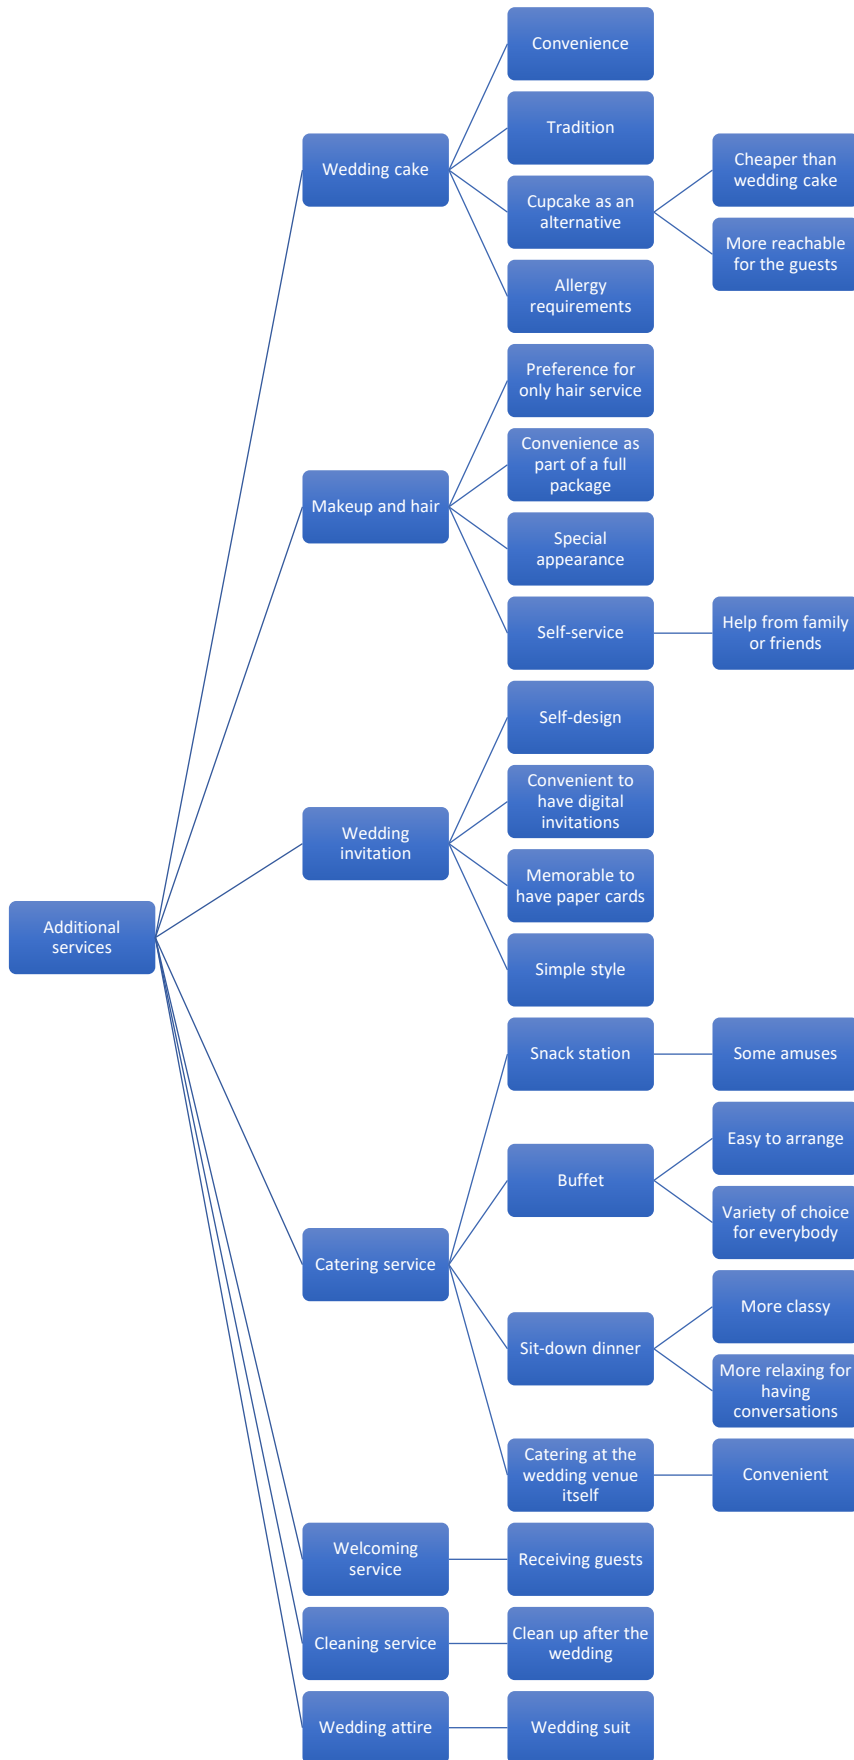 Convenience
Tradition
Wedding cake
Cheaper than
wedding cake
Cupcake as an
alternative
More reachable
for the guests
Allergy
requirements
Preference for
only hair service
Convenience as
part of a full
package
Makeup and hair
Special
appearance
Self-service
Help from family
or friends
Self-design
Convenient to
have digital
invitations
Wedding
invitation
Memorable to
have paper cards
Additional
services
Simple style
Snack station
Some amuses
Easy to arrange
Buffet
Variety of choice
for everybody
Catering service
More classy
Sit-down dinner
More relaxing for
having
conversations
Catering at the
wedding venue
itself
Convenient
Welcoming
service
Receiving guests
Cleaning service
Clean up after the
wedding
Wedding attire
Wedding suit